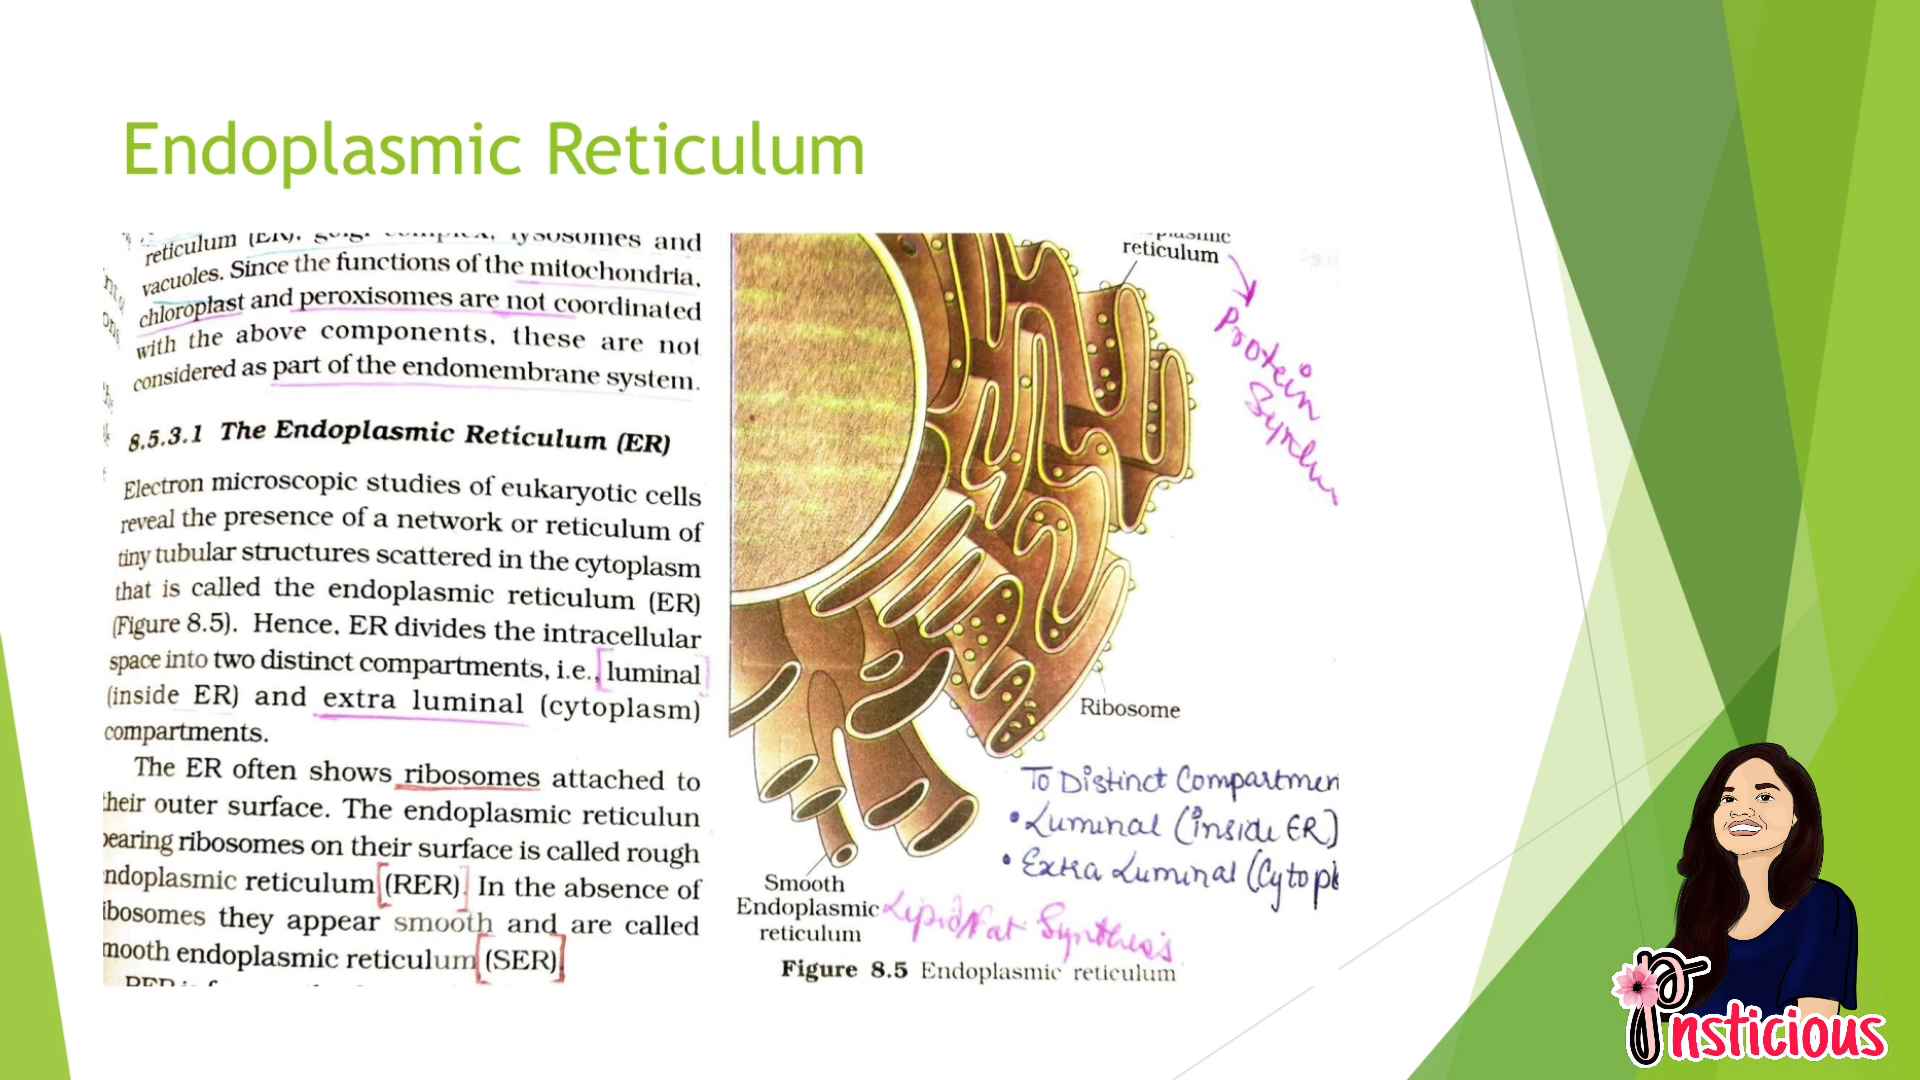 Endoplasmic Reticulum
reticulum (ER), golgi complex, lysosomes and
vacuoles. Since the functions of the mitochondria,
chloroplast and peroxisomes are not coordinated
with the above components, these are not
considered as part of the endomembrane system.
8.5.3.1 The Endoplasmic Reticulum (ER)
Electron microscopic studies of eukaryotic cells
reveal the presence of a network or reticulum of
tiny tubular structures scattered in the cytoplasm
that is called the endoplasmic reticulum (ER)
(Figure 8.5). Hence, ER divides the intracellular
space into two distinct compartments, i.e., luminal
(inside ER) and extra luminal (cytoplasm)
compartments.
The ER often shows ribosomes attached to
their outer surface. The endoplasmic reticulun
bearing ribosomes on their surface is called rough
endoplasmic reticulum (RER). In the absence of
ribosomes they appear smooth and are called
smooth endoplasmic reticulum (SER)
reticulum
Protein
Ribosome
To Distinct Compartmen
• Luminal (inside ER)
• Extra Luminal (Cytopl
Smooth
Endoplasmic
reticulum
Lipid/Fat Synthesis
Figure 8.5 Endoplasmic reticulum
Insticious